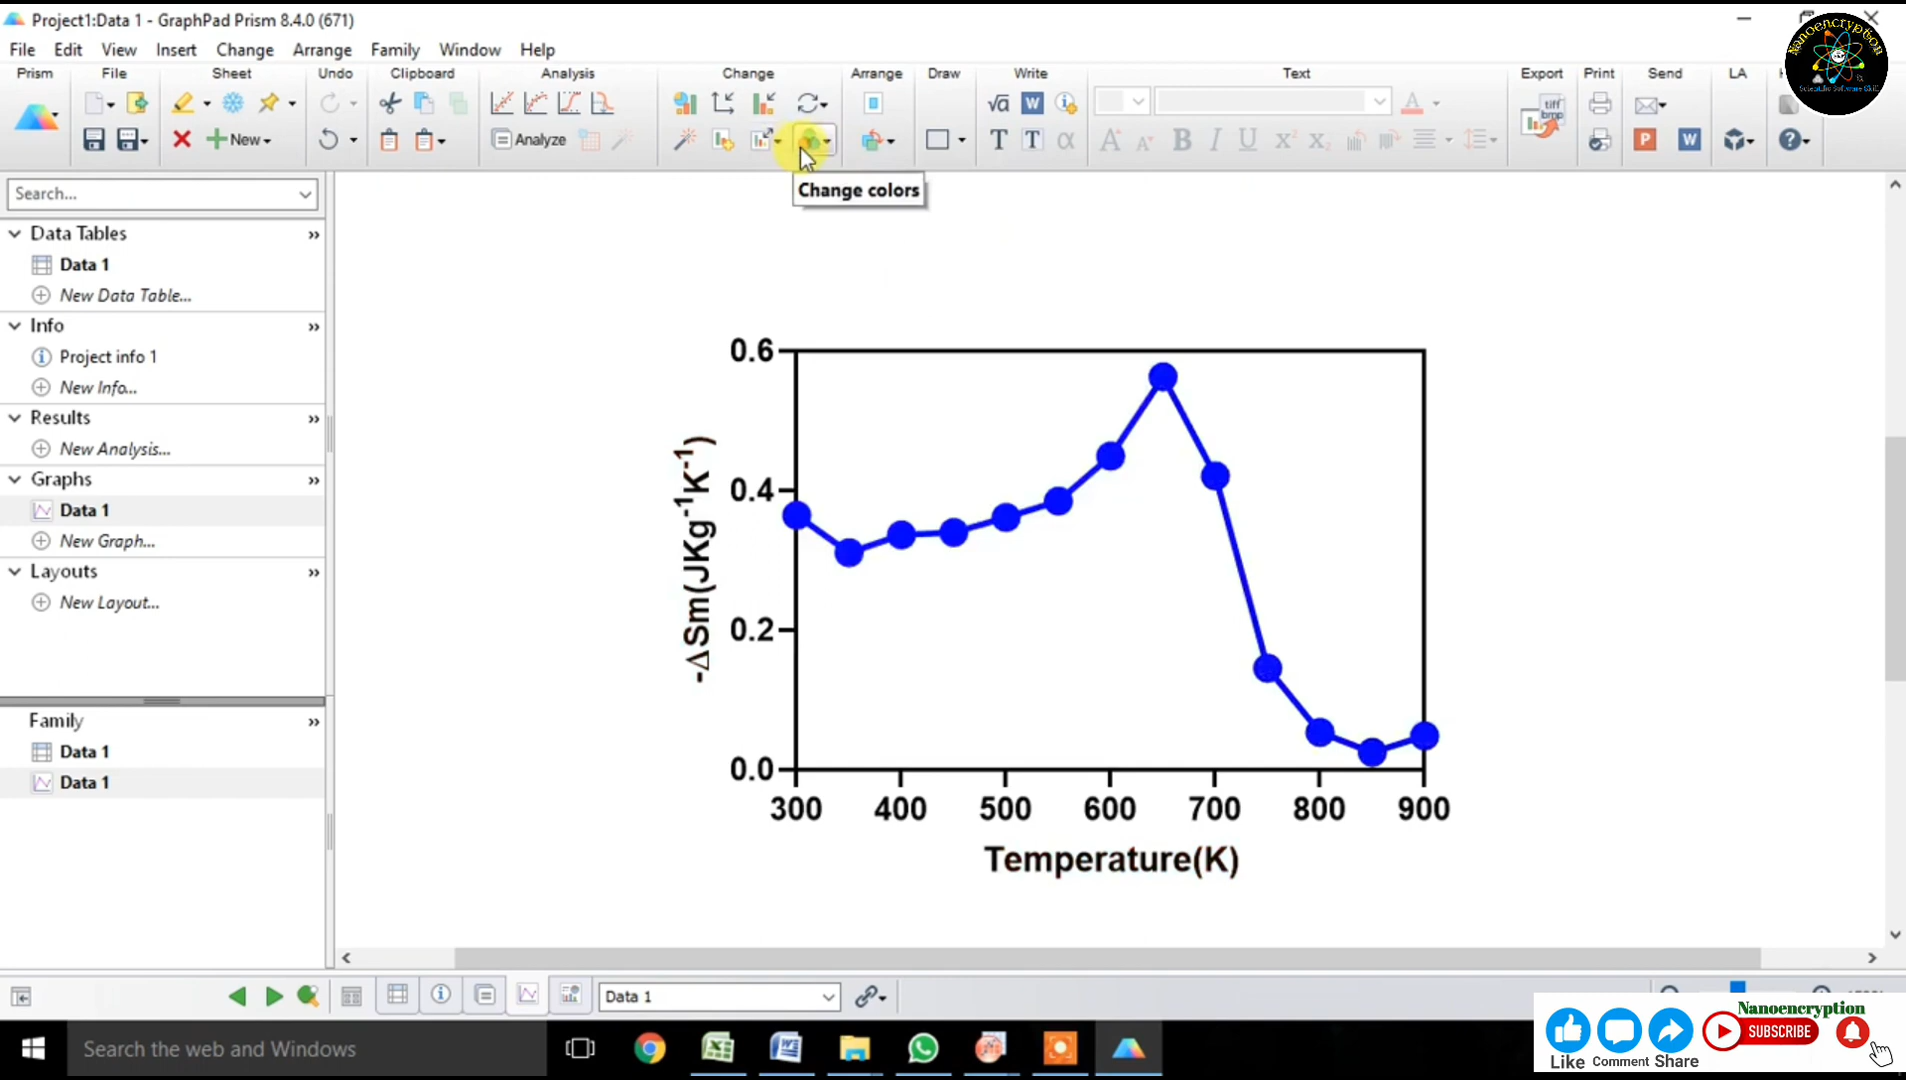 Project1:Data 1 - GraphPad Prism 8.4.0 (671)
File Edit View Insert Change Arrange Family Window Help
Prism File Sheet Undo Clipboard Analysis Change Arrange Draw Write Text Export Print Send LA
New
Analyze
Change colors
Search...
Data Tables
Data 1
New Data Table...
Info
Project info 1
New Info...
Results
New Analysis...
Graphs
Data 1
New Graph...
Layouts
New Layout...
Family
Data 1
Data 1
-ΔSm(JKg⁻¹K⁻¹)
0.6
0.4
0.2
0.0
300 400 500 600 700 800 900
Temperature(K)
Data 1
Search the web and Windows
Nanoencryption
Scientific Software Skill
Nanoencryption
SUBSCRIBE
Like Comment Share